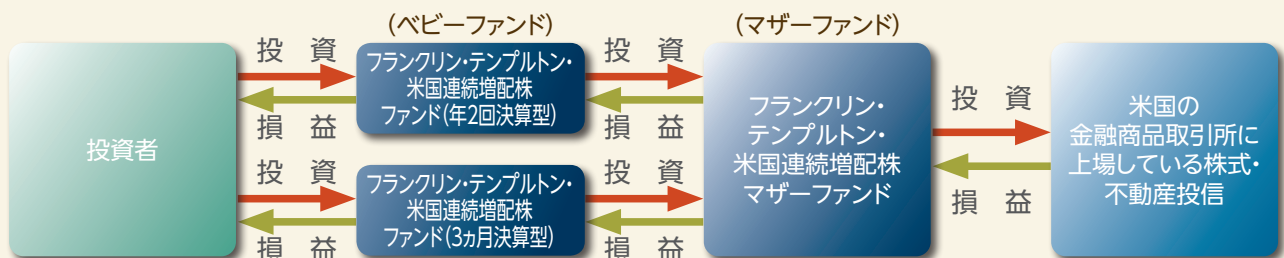 (ベビーファンド)
(マザーファンド)
投資者
投 資
損 益
フランクリン・テンプルトン・
米国連続増配株
ファンド(年2回決算型)
投 資
損 益
投 資
損 益
フランクリン・テンプルトン・
米国連続増配株
ファンド(3ヵ月決算型)
投 資
損 益
フランクリン・
テンプルトン・
米国連続増配株
マザーファンド
投 資
損 益
米国の
金融商品取引所に
上場している株式・
不動産投信